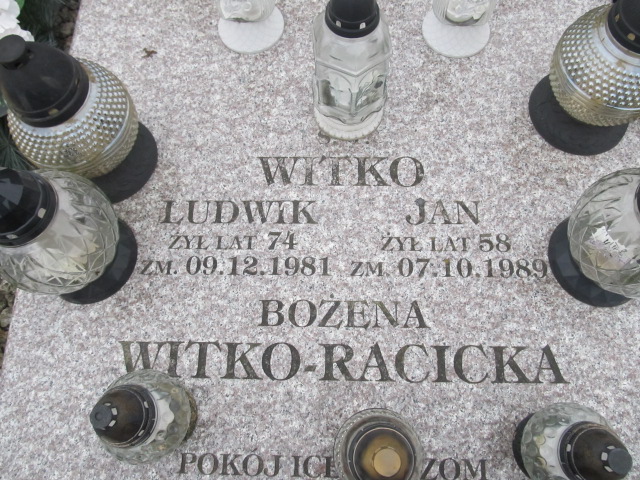 WITKO
LUDWIK JAN
ŻYŁ LAT 74 ŻYŁ LAT 58
ZM. 09.12.1981 ZM. 07.10.1989
BOŻENA
WITKO-RACICKA
POKÓJ